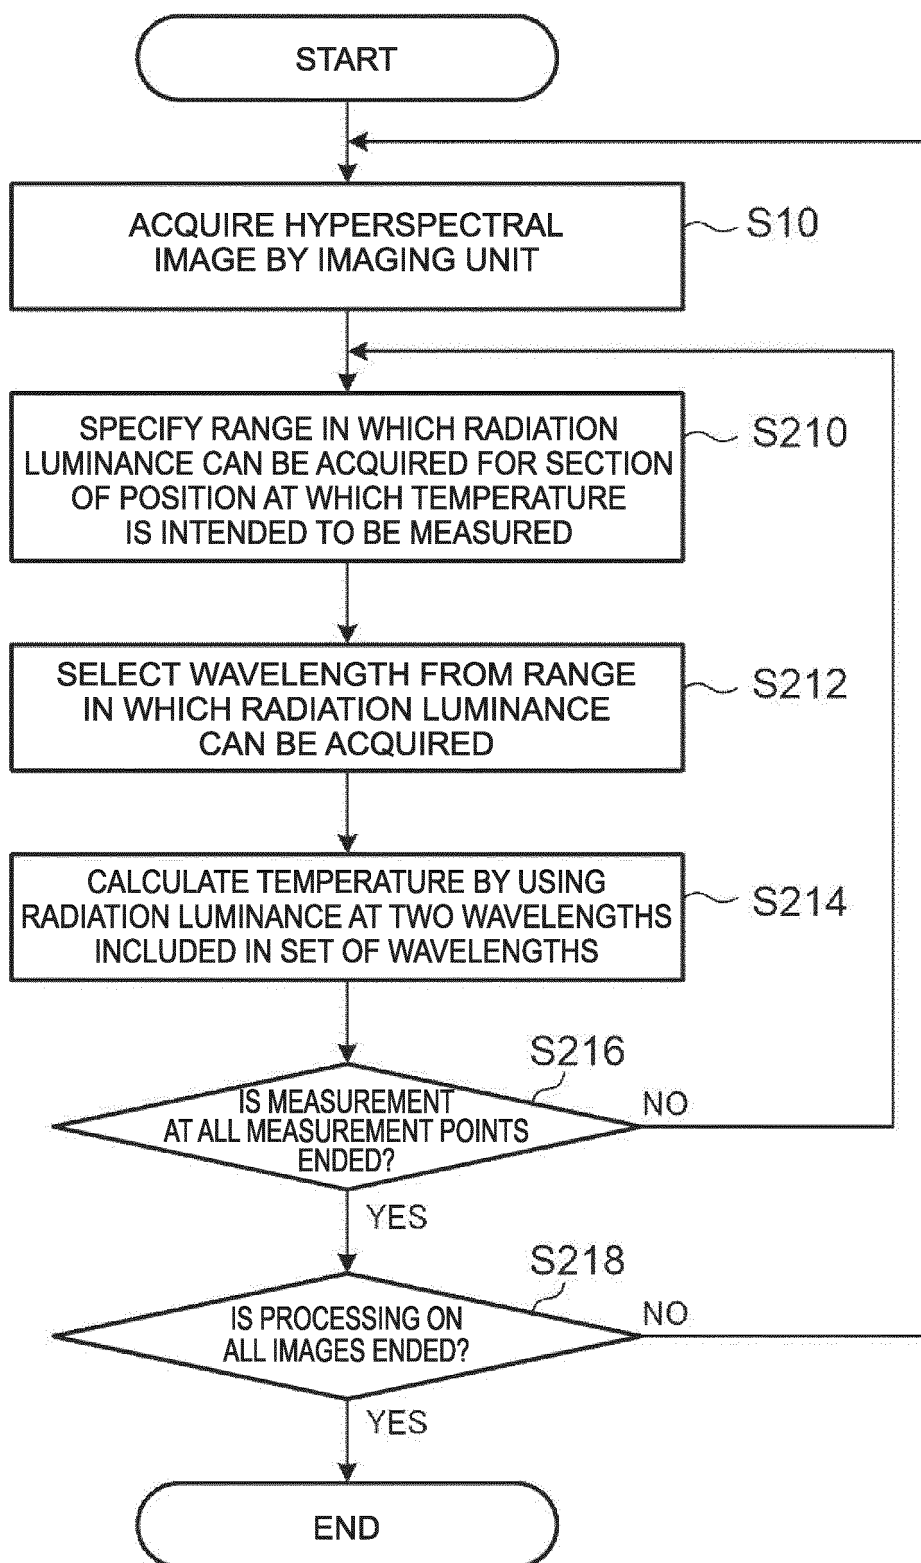 START
ACQUIRE HYPERSPECTRAL
IMAGE BY IMAGING UNIT
S10
SPECIFY RANGE IN WHICH RADIATION
LUMINANCE CAN BE ACQUIRED FOR SECTION
OF POSITION AT WHICH TEMPERATURE
IS INTENDED TO BE MEASURED
S210
SELECT WAVELENGTH FROM RANGE
IN WHICH RADIATION LUMINANCE
CAN BE ACQUIRED
S212
CALCULATE TEMPERATURE BY USING
RADIATION LUMINANCE AT TWO WAVELENGTHS
INCLUDED IN SET OF WAVELENGTHS
S214
S216
IS MEASUREMENT
AT ALL MEASUREMENT POINTS
ENDED?
NO
YES
S218
IS PROCESSING ON
ALL IMAGES ENDED?
NO
YES
END